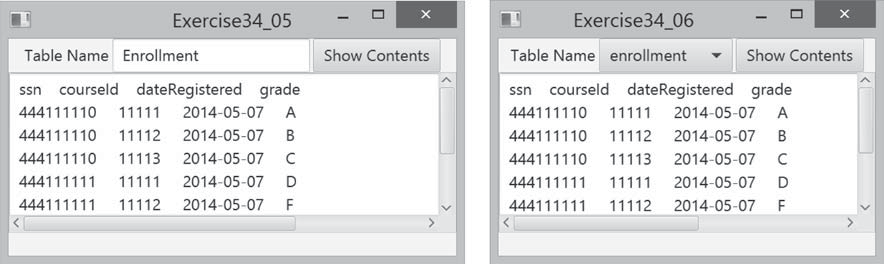 Exercise34_05
Table Name Enrollment Show Contents
ssn courseId dateRegistered grade
444111110 11111 2014-05-07 A
444111110 11112 2014-05-07 B
444111110 11113 2014-05-07 C
444111111 11111 2014-05-07 D
444111111 11112 2014-05-07 F
Exercise34_06
Table Name enrollment Show Contents
ssn courseId dateRegistered grade
444111110 11111 2014-05-07 A
444111110 11112 2014-05-07 B
444111110 11113 2014-05-07 C
444111111 11111 2014-05-07 D
444111111 11112 2014-05-07 F